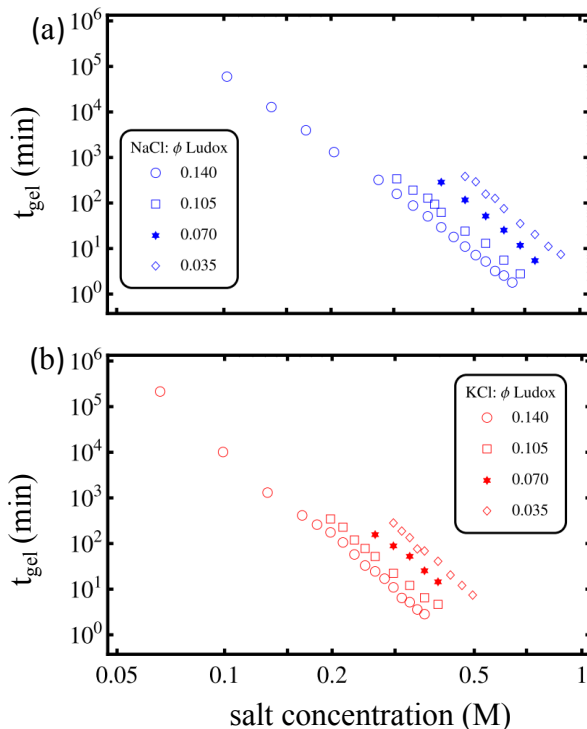 (a)
10^6
10^5
10^4
10^3
10^2
10^1
10^0
t_gel (min)
NaCl: ϕ Ludox
0.140
0.105
0.070
0.035
(b)
10^6
10^5
10^4
10^3
10^2
10^1
10^0
t_gel (min)
KCl: ϕ Ludox
0.140
0.105
0.070
0.035
0.05 0.1 0.2 0.5 1
salt concentration (M)